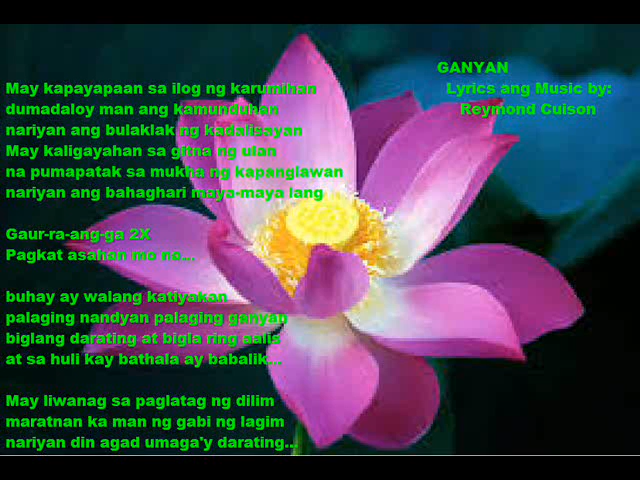 GANYAN
Lyrics ang Music by:
Reymond Cuison
May kapayapaan sa ilog ng karumihan
dumadaloy man ang kamunduhan
nariyan ang bulaklak ng kadalisayan
May kaligayahan sa gitna ng ulan
na pumapatak sa mukha ng kapanglawan
nariyan ang bahaghari maya-maya lang
Gaur-ra-ang-ga 2X
Pagkat asahan mo no...
buhay ay walang katiyakan
palaging nandyan palaging ganyan
biglang darating at bigla ring aalis
at sa huli kay bathala ay babalik...
May liwanag sa paglatag ng dilim
maratnan ka man ng gabi ng lagim
nariyan din agad umaga'y darating...